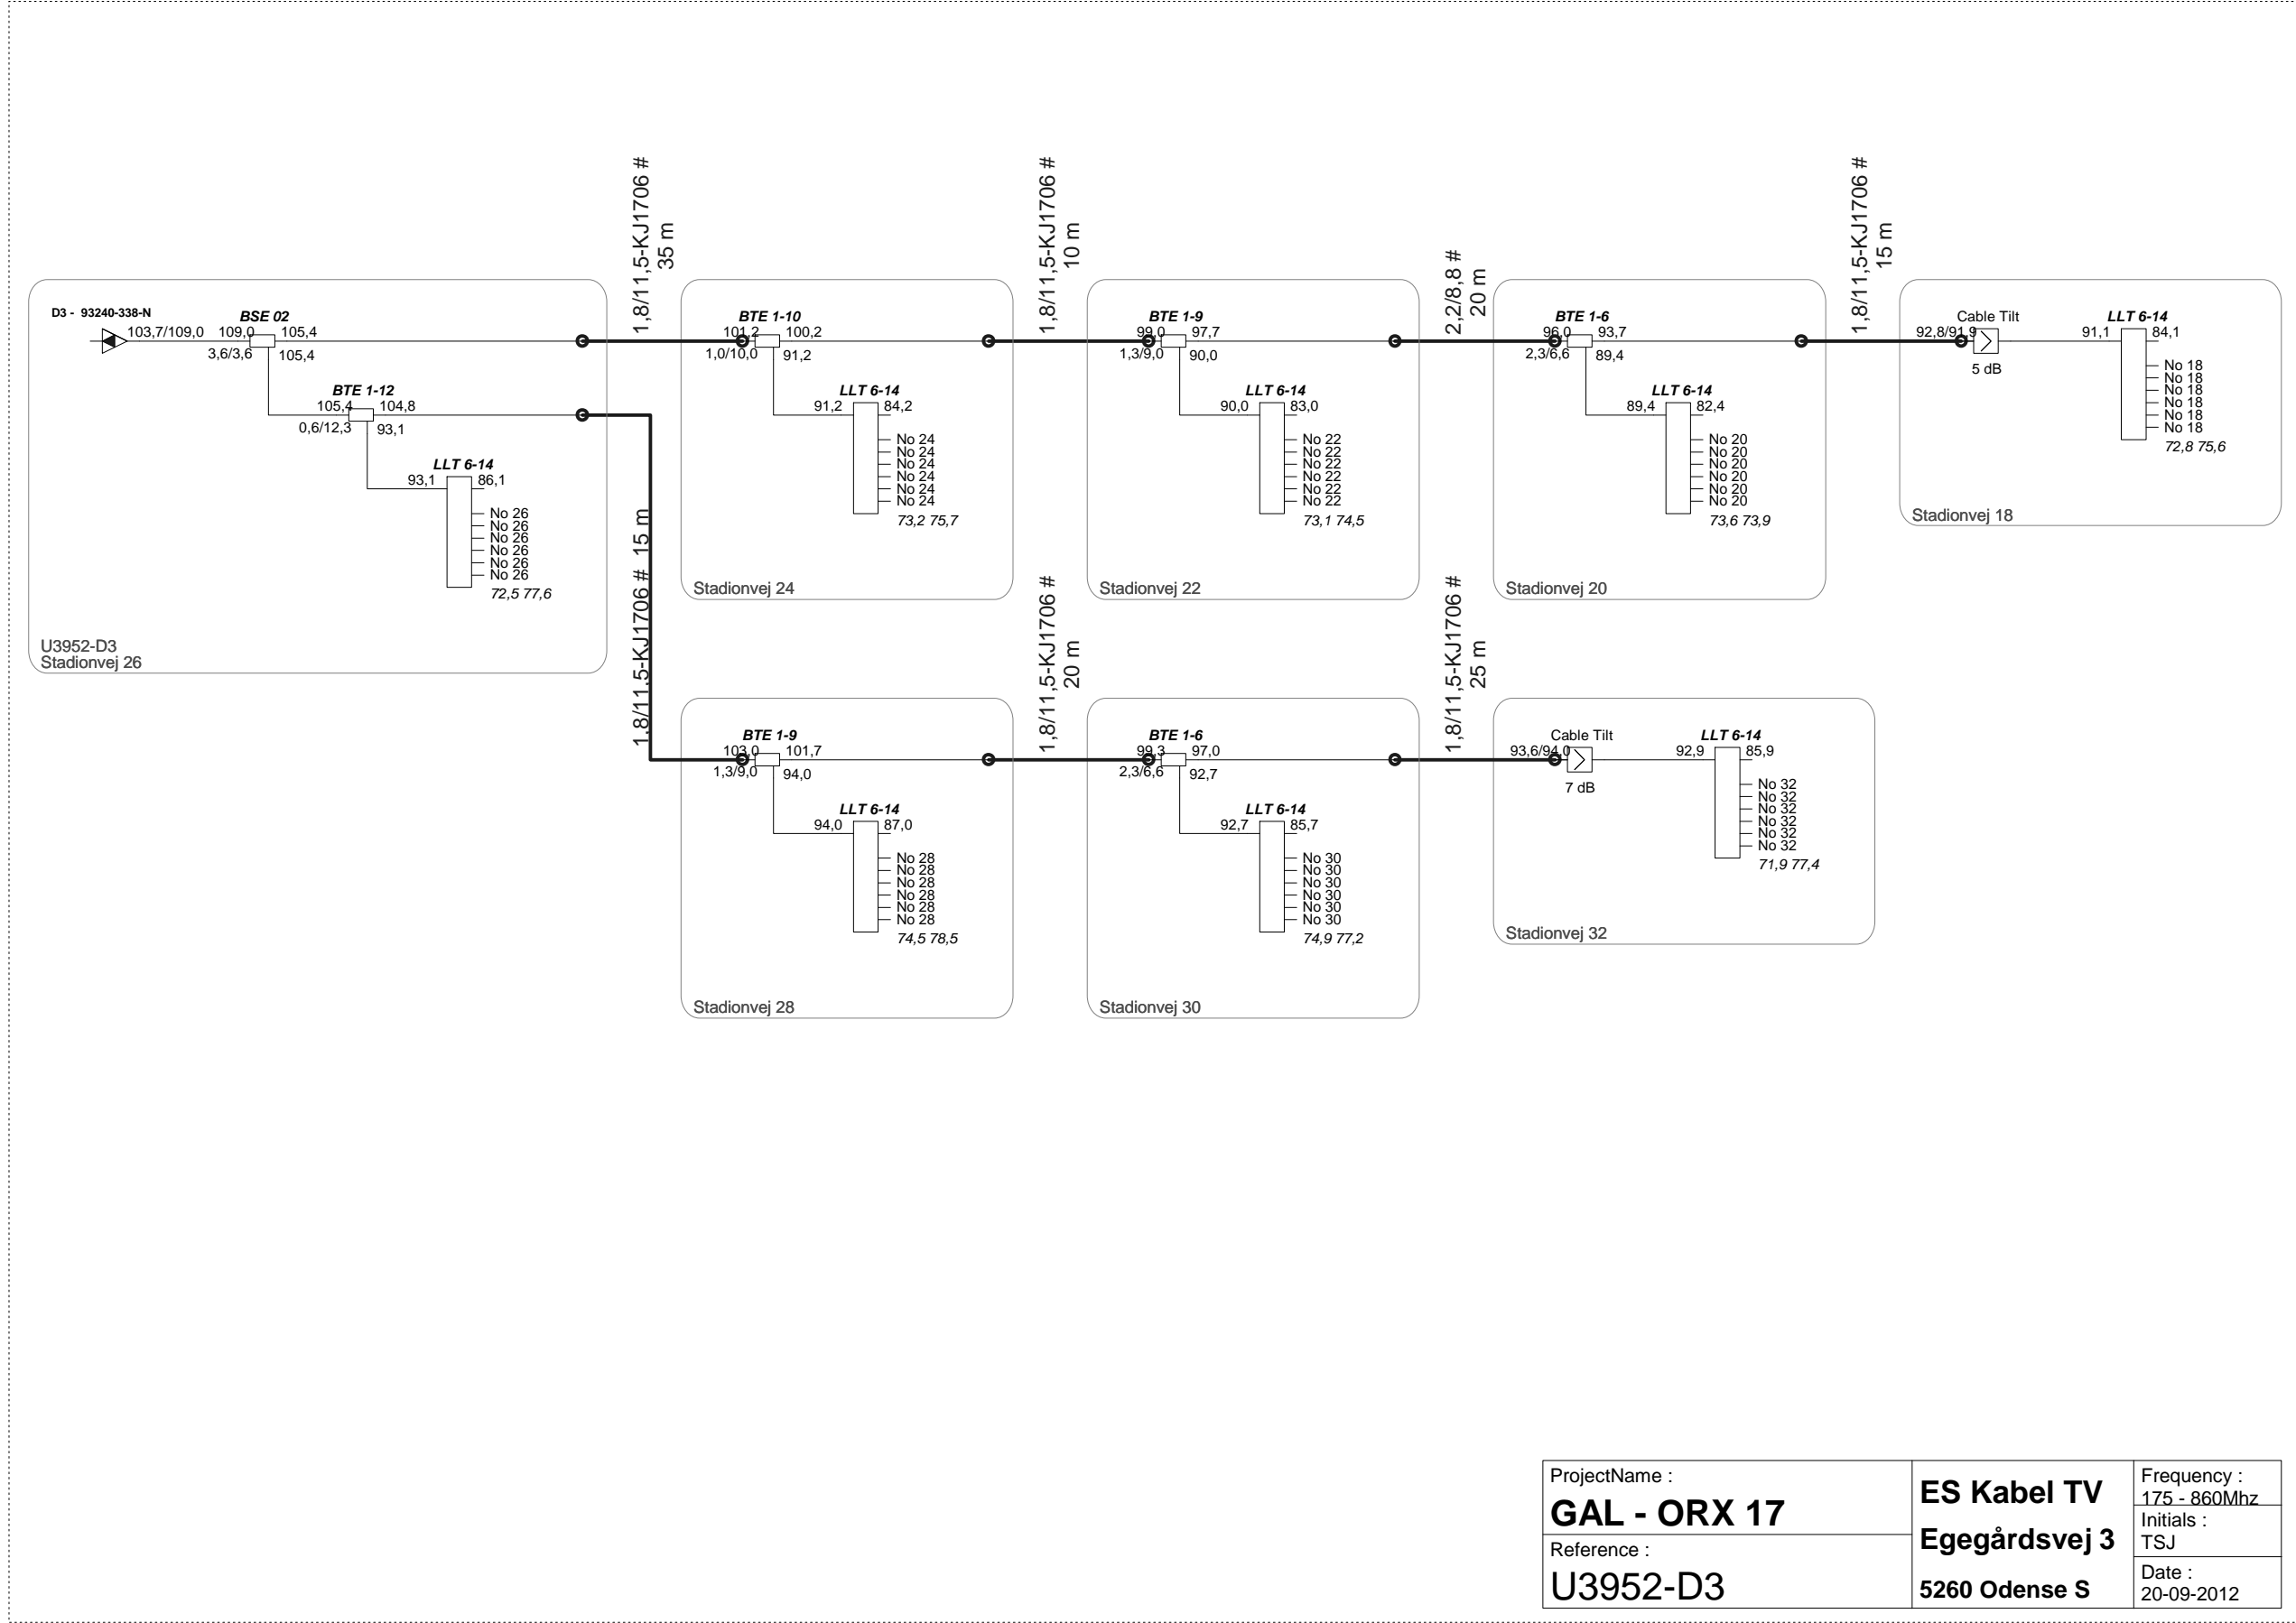 1,8/11,5-KJ1706 #
35 m
1,8/11,5-KJ1706 #
10 m
2,2/8,8 #
20 m
1,8/11,5-KJ1706 #
15 m
D3 - 93240-338-N
103,7/109,0
BSE 02
109,0 105,4
3,6/3,6 105,4
BTE 1-12
105,4 104,8
0,6/12,3 93,1
LLT 6-14
93,1 86,1
No 26
No 26
No 26
No 26
No 26
No 26
72,5 77,6
U3952-D3
Stadionvej 26
BTE 1-10
101,2 100,2
1,0/10,0 91,2
LLT 6-14
91,2 84,2
No 24
No 24
No 24
No 24
No 24
No 24
73,2 75,7
Stadionvej 24
BTE 1-9
99,0 97,7
1,3/9,0 90,0
LLT 6-14
90,0 83,0
No 22
No 22
No 22
No 22
No 22
No 22
73,1 74,5
Stadionvej 22
BTE 1-6
96,0 93,7
2,3/6,6 89,4
LLT 6-14
89,4 82,4
No 20
No 20
No 20
No 20
No 20
No 20
73,6 73,9
Stadionvej 20
Cable Tilt
92,8/91,9
5 dB
LLT 6-14
91,1 84,1
No 18
No 18
No 18
No 18
No 18
No 18
72,8 75,6
Stadionvej 18
1,8/11,5-KJ1706 # 15 m
1,8/11,5-KJ1706 #
20 m
1,8/11,5-KJ1706 #
25 m
BTE 1-9
103,0 101,7
1,3/9,0 94,0
LLT 6-14
94,0 87,0
No 28
No 28
No 28
No 28
No 28
No 28
74,5 78,5
Stadionvej 28
BTE 1-6
99,3 97,0
2,3/6,6 92,7
LLT 6-14
92,7 85,7
No 30
No 30
No 30
No 30
No 30
No 30
74,9 77,2
Stadionvej 30
Cable Tilt
93,6/94,0
7 dB
LLT 6-14
92,9 85,9
No 32
No 32
No 32
No 32
No 32
No 32
71,9 77,4
Stadionvej 32
ProjectName :
GAL - ORX 17
Reference :
U3952-D3
ES Kabel TV
Egegårdsvej 3
5260 Odense S
Frequency :
175 - 860Mhz
Initials :
TSJ
Date :
20-09-2012